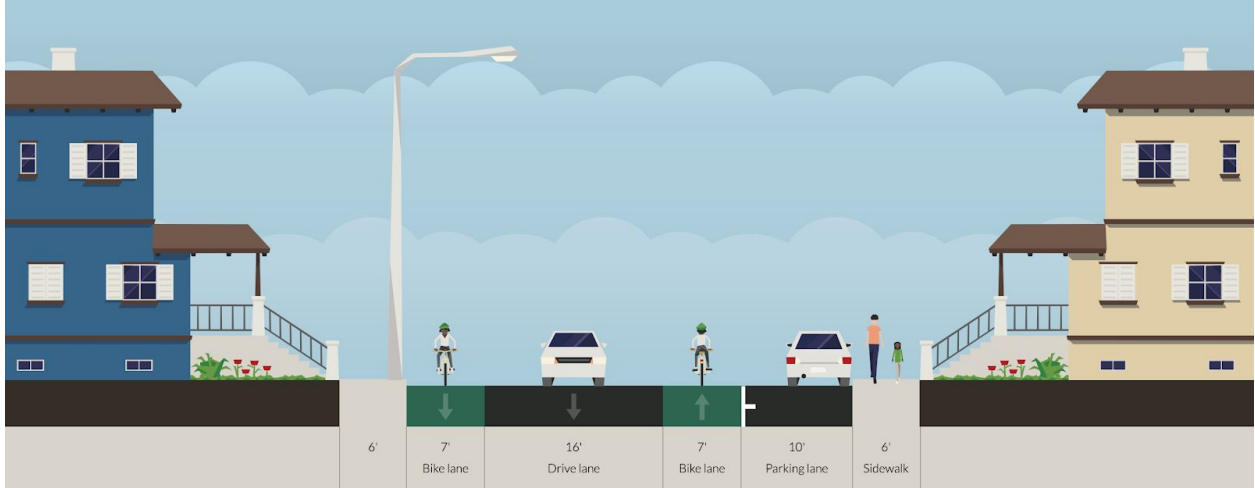 6'
7'
Bike lane
16'
Drive lane
7'
Bike lane
10'
Parking lane
6'
Sidewalk